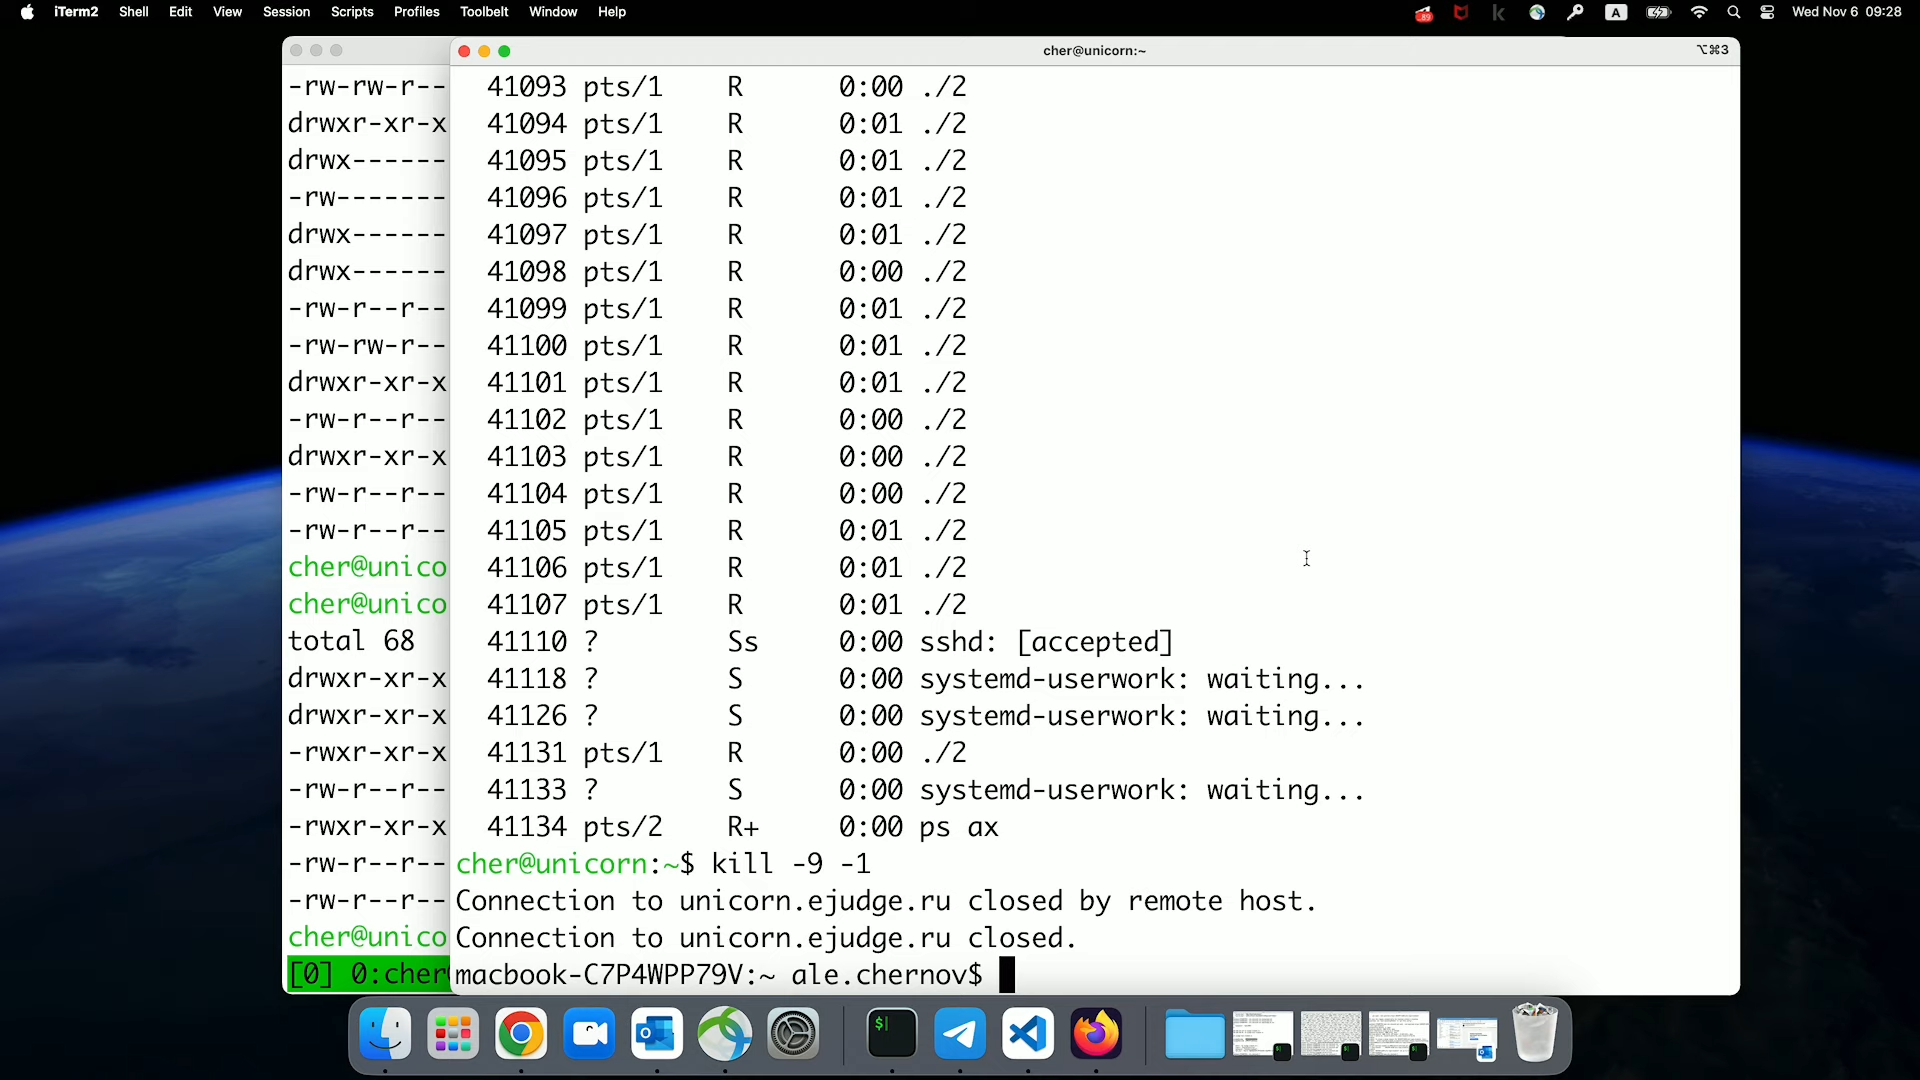 iTerm2 Shell Edit View Session Scripts Profiles Toolbelt Window Help
89 A Wed Nov 6 09:28
cher@unicorn:~
⌥⌘3
-rw-rw-r--
drwxr-xr-x
drwx------
-rw-------
drwx------
drwx------
-rw-r--r--
-rw-rw-r--
drwxr-xr-x
-rw-r--r--
drwxr-xr-x
-rw-r--r--
-rw-r--r--
cher@unico
cher@unico
total 68
drwxr-xr-x
drwxr-xr-x
-rwxr-xr-x
-rw-r--r--
-rwxr-xr-x
-rw-r--r--
-rw-r--r--
cher@unico
[0] 0:cher
41093 pts/1 R 0:00 ./2
41094 pts/1 R 0:01 ./2
41095 pts/1 R 0:01 ./2
41096 pts/1 R 0:01 ./2
41097 pts/1 R 0:01 ./2
41098 pts/1 R 0:00 ./2
41099 pts/1 R 0:01 ./2
41100 pts/1 R 0:01 ./2
41101 pts/1 R 0:01 ./2
41102 pts/1 R 0:00 ./2
41103 pts/1 R 0:00 ./2
41104 pts/1 R 0:00 ./2
41105 pts/1 R 0:01 ./2
41106 pts/1 R 0:01 ./2
41107 pts/1 R 0:01 ./2
41110 ? Ss 0:00 sshd: [accepted]
41118 ? S 0:00 systemd-userwork: waiting...
41126 ? S 0:00 systemd-userwork: waiting...
41131 pts/1 R 0:00 ./2
41133 ? S 0:00 systemd-userwork: waiting...
41134 pts/2 R+ 0:00 ps ax
cher@unicorn:~$ kill -9 -1
Connection to unicorn.ejudge.ru closed by remote host.
Connection to unicorn.ejudge.ru closed.
macbook-C7P4WPP79V:~ ale.chernov$